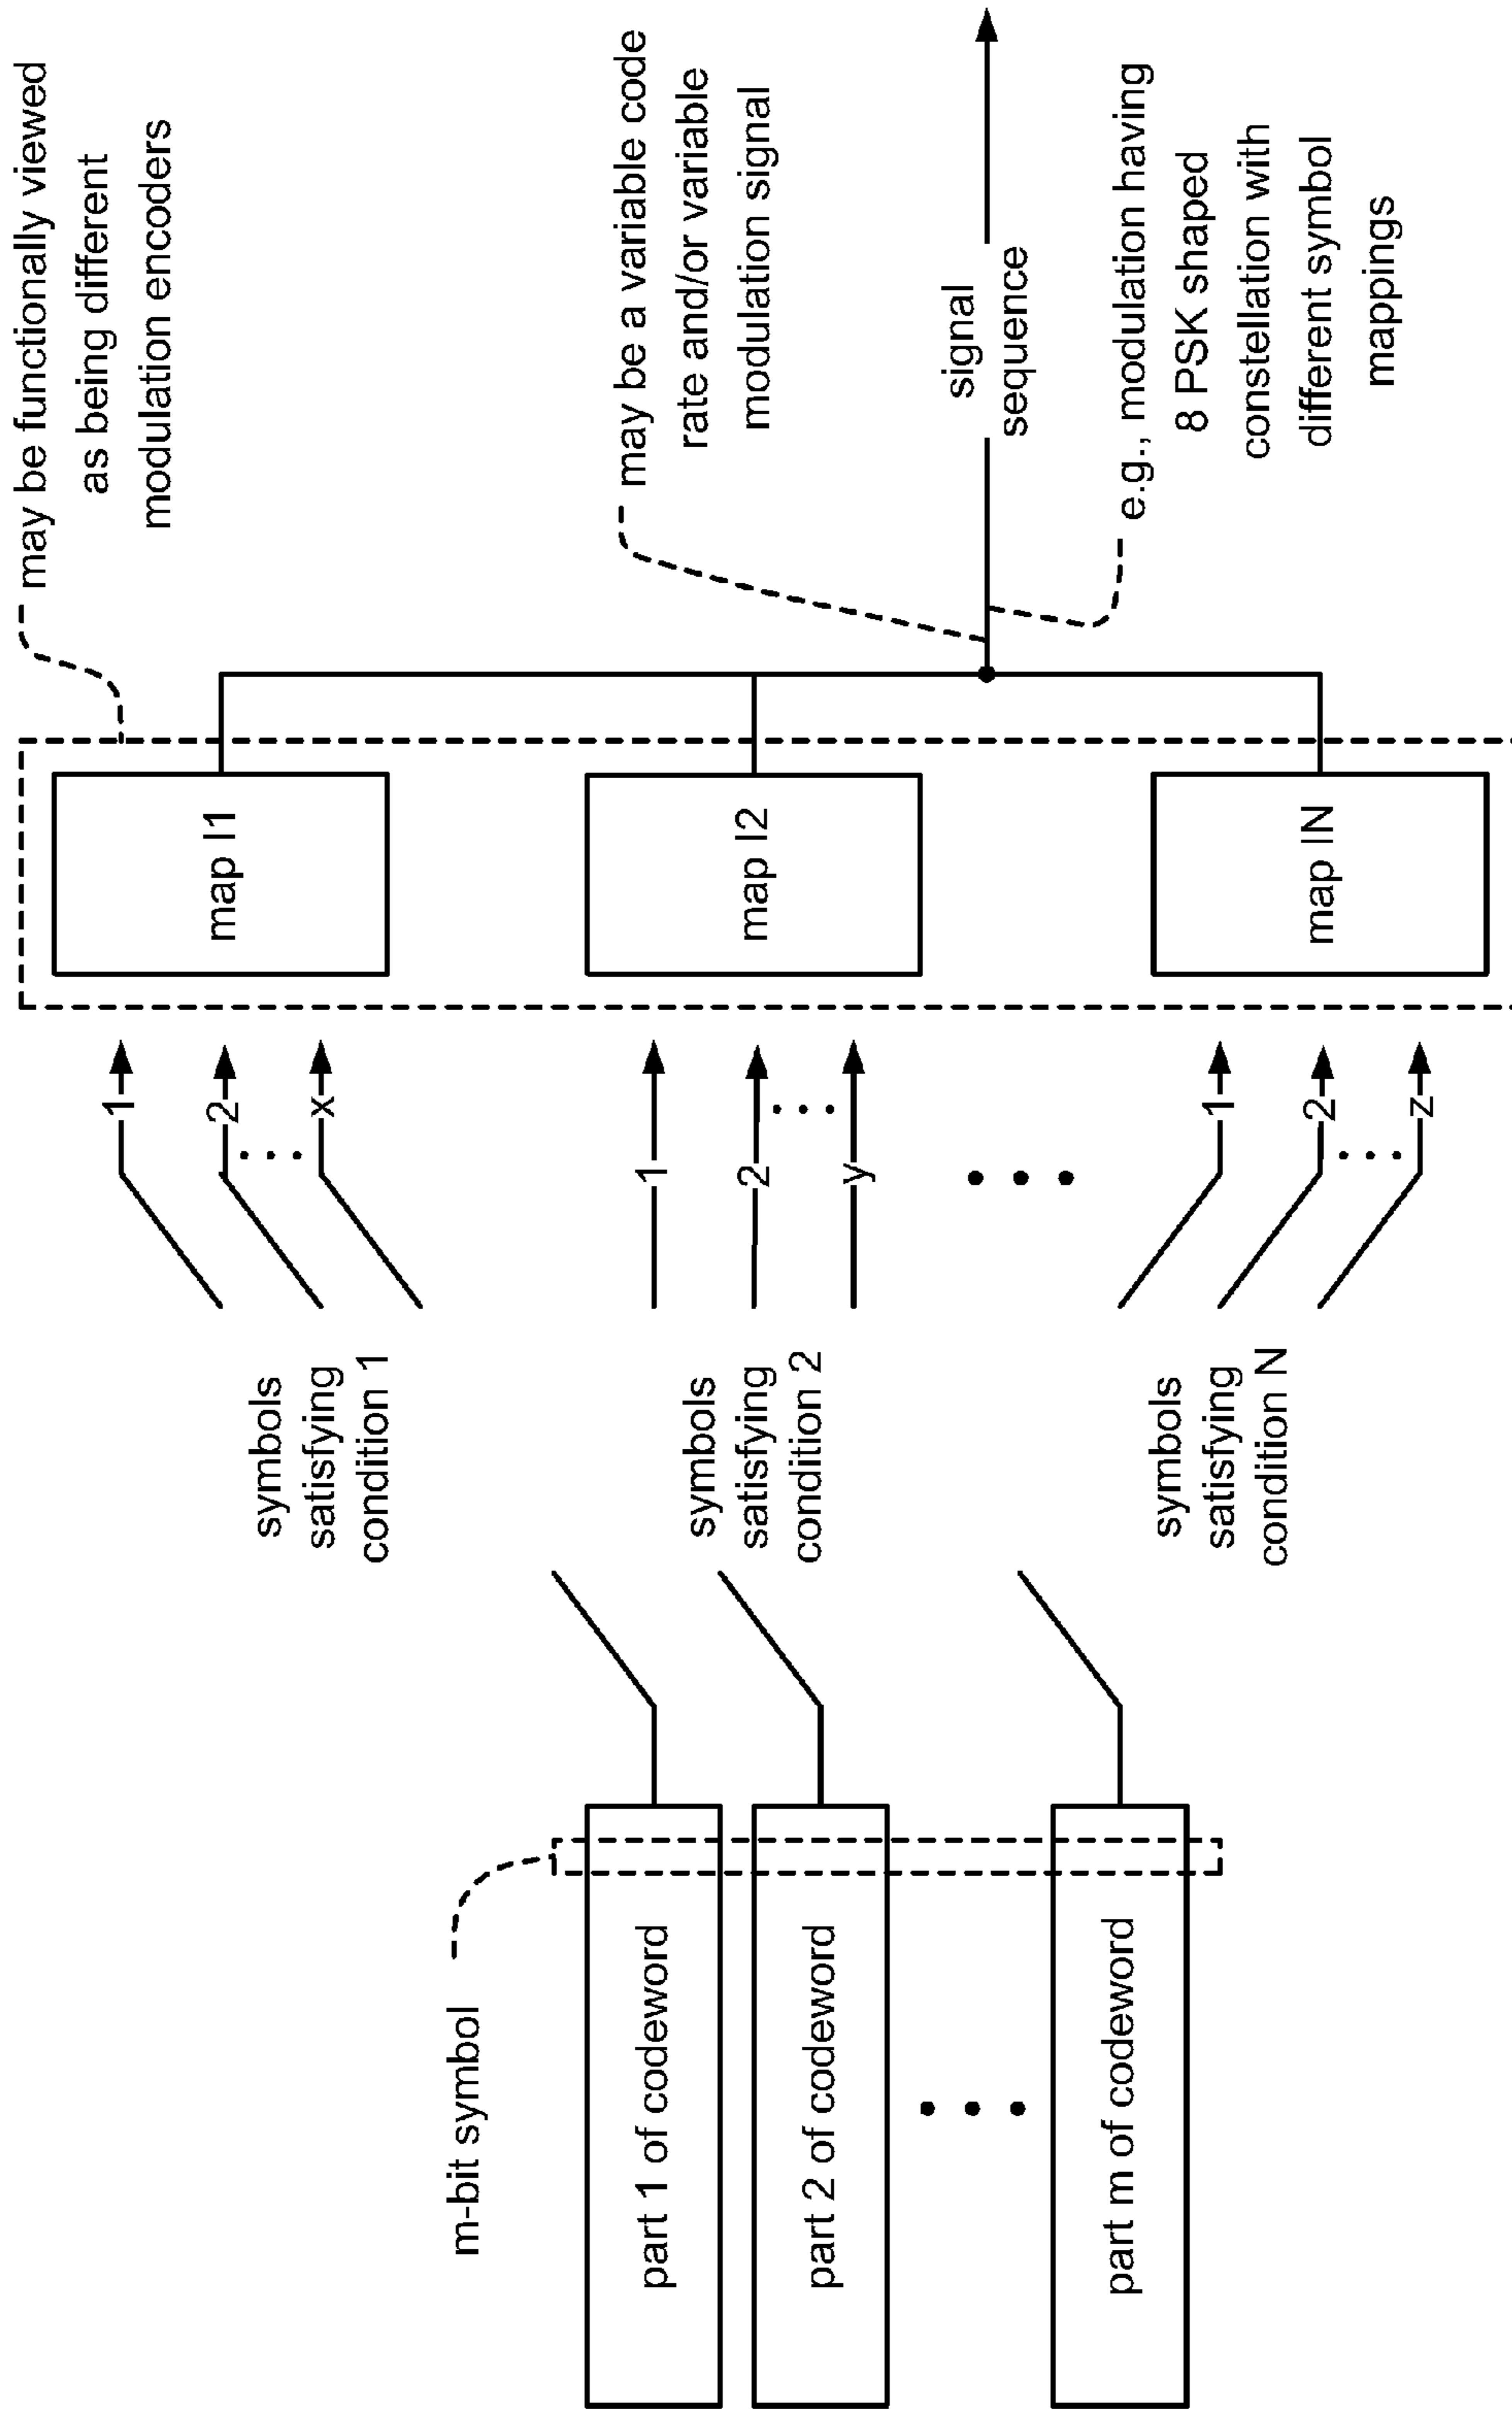 m-bit symbol
part 1 of codeword
part 2 of codeword
part m of codeword
symbols
satisfying
condition 1
symbols
satisfying
condition 2
symbols
satisfying
condition N
1
2
x
1
2
y
1
2
z
map I1
map I2
map IN
may be functionally viewed
as being different
modulation encoders
may be a variable code
rate and/or variable
modulation signal
signal
sequence
e.g., modulation having
8 PSK shaped
constellation with
different symbol
mappings